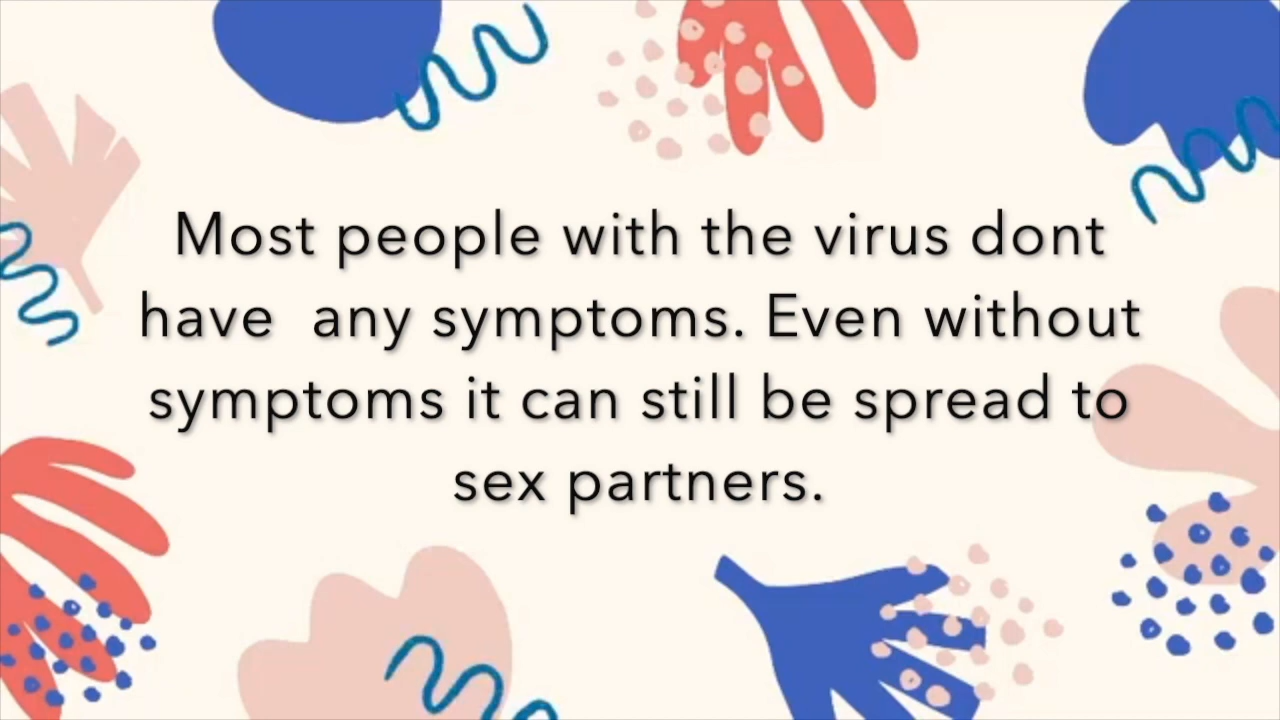 Most people with the virus dont
have  any symptoms. Even without
symptoms it can still be spread to
sex partners.